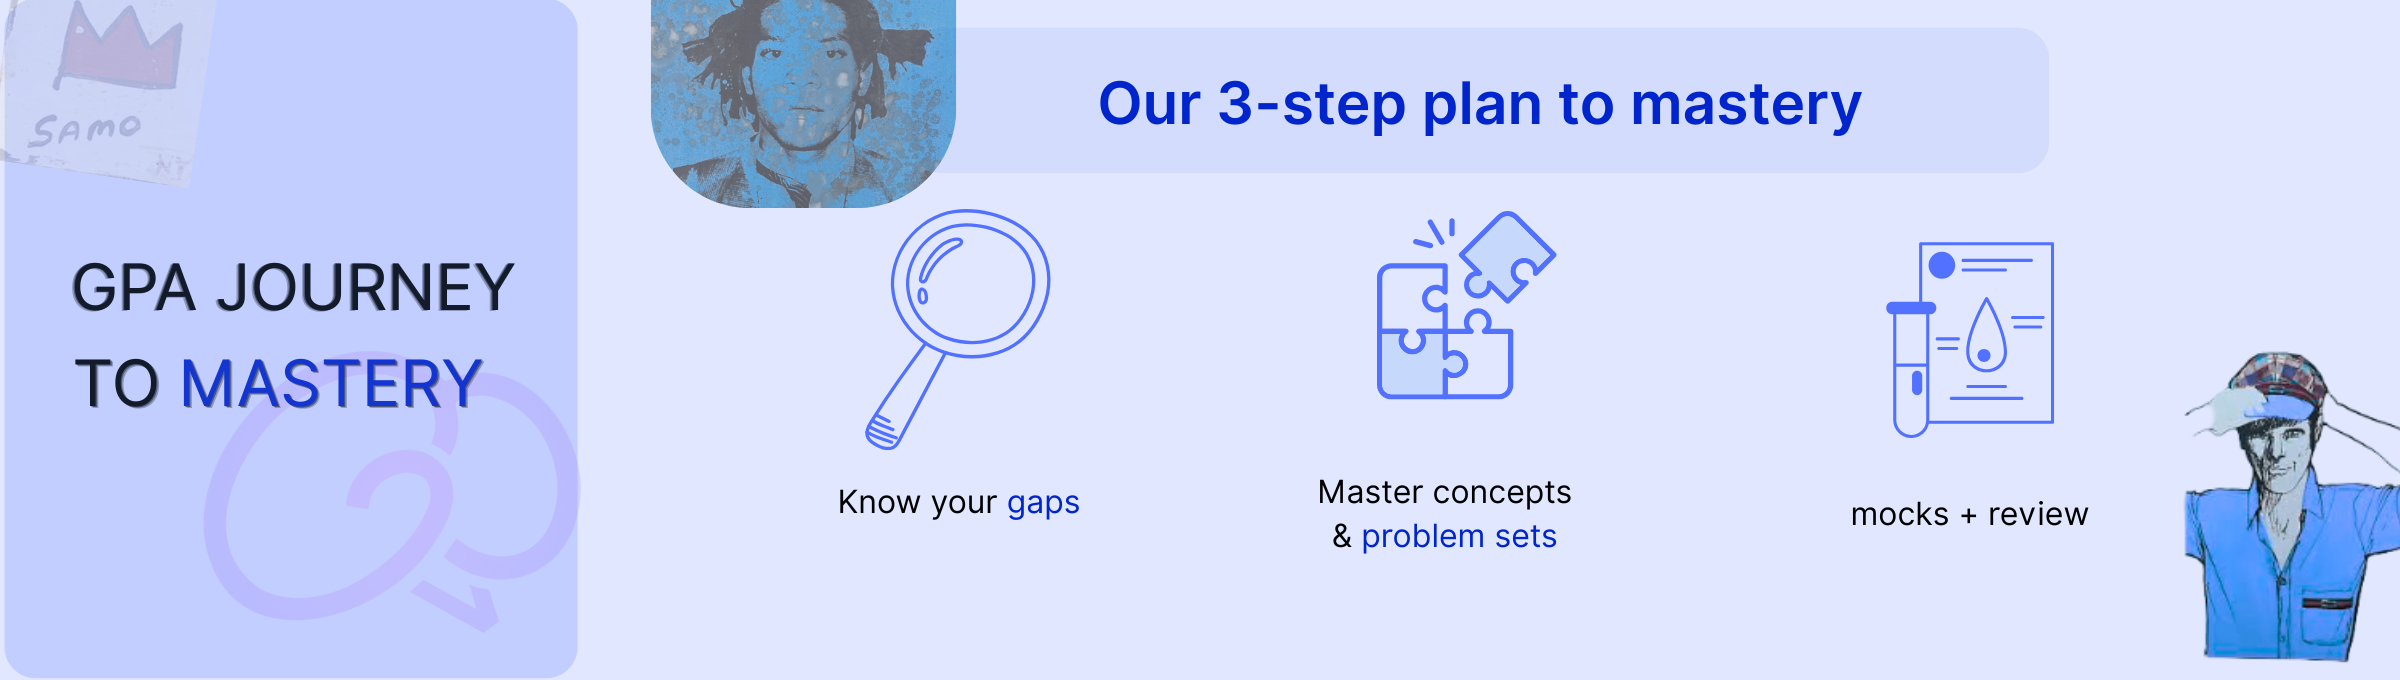 SAMO
NY
GPA JOURNEY
TO MASTERY
Our 3-step plan to mastery
Know your gaps
Master concepts
& problem sets
mocks + review